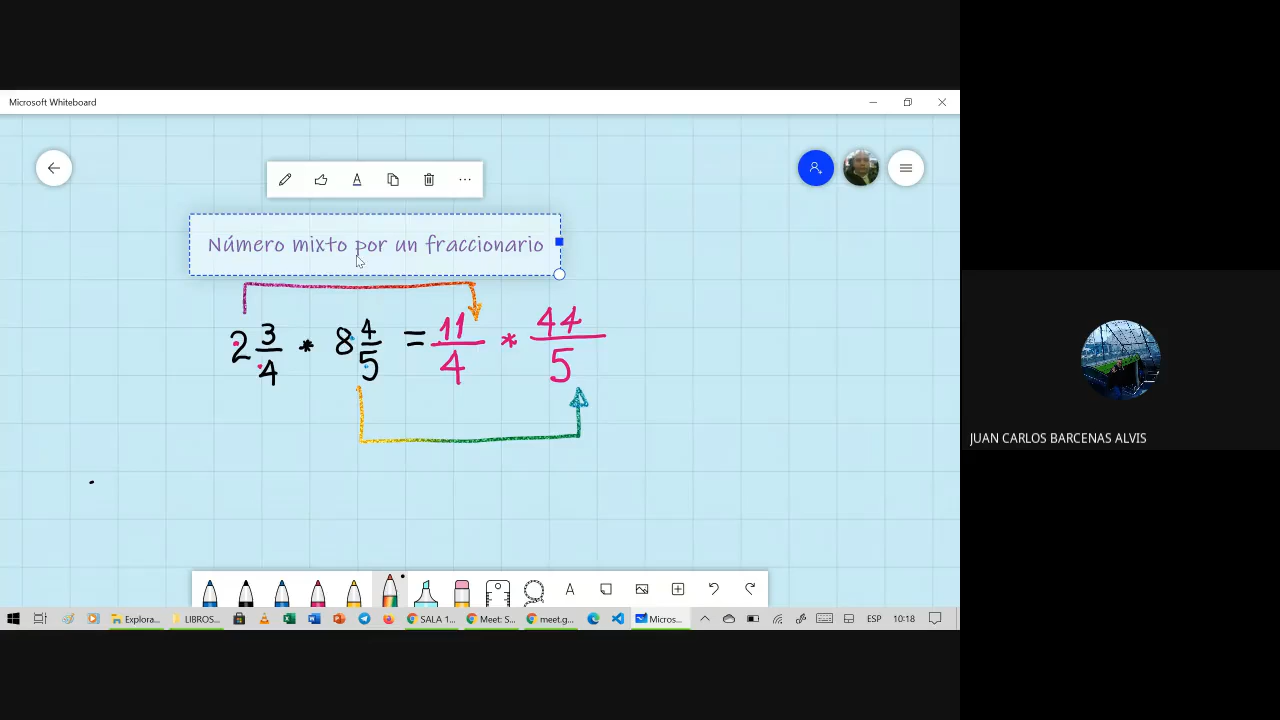 Microsoft Whiteboard
Número mixto por un fraccionario
2 3/4 * 8 4/5 = 11/4 * 44/5
JUAN CARLOS BARCENAS ALVIS
A
Explora...
LIBROS...
SALA 1...
Meet: S...
meet.g...
Micros...
ESP
10:18